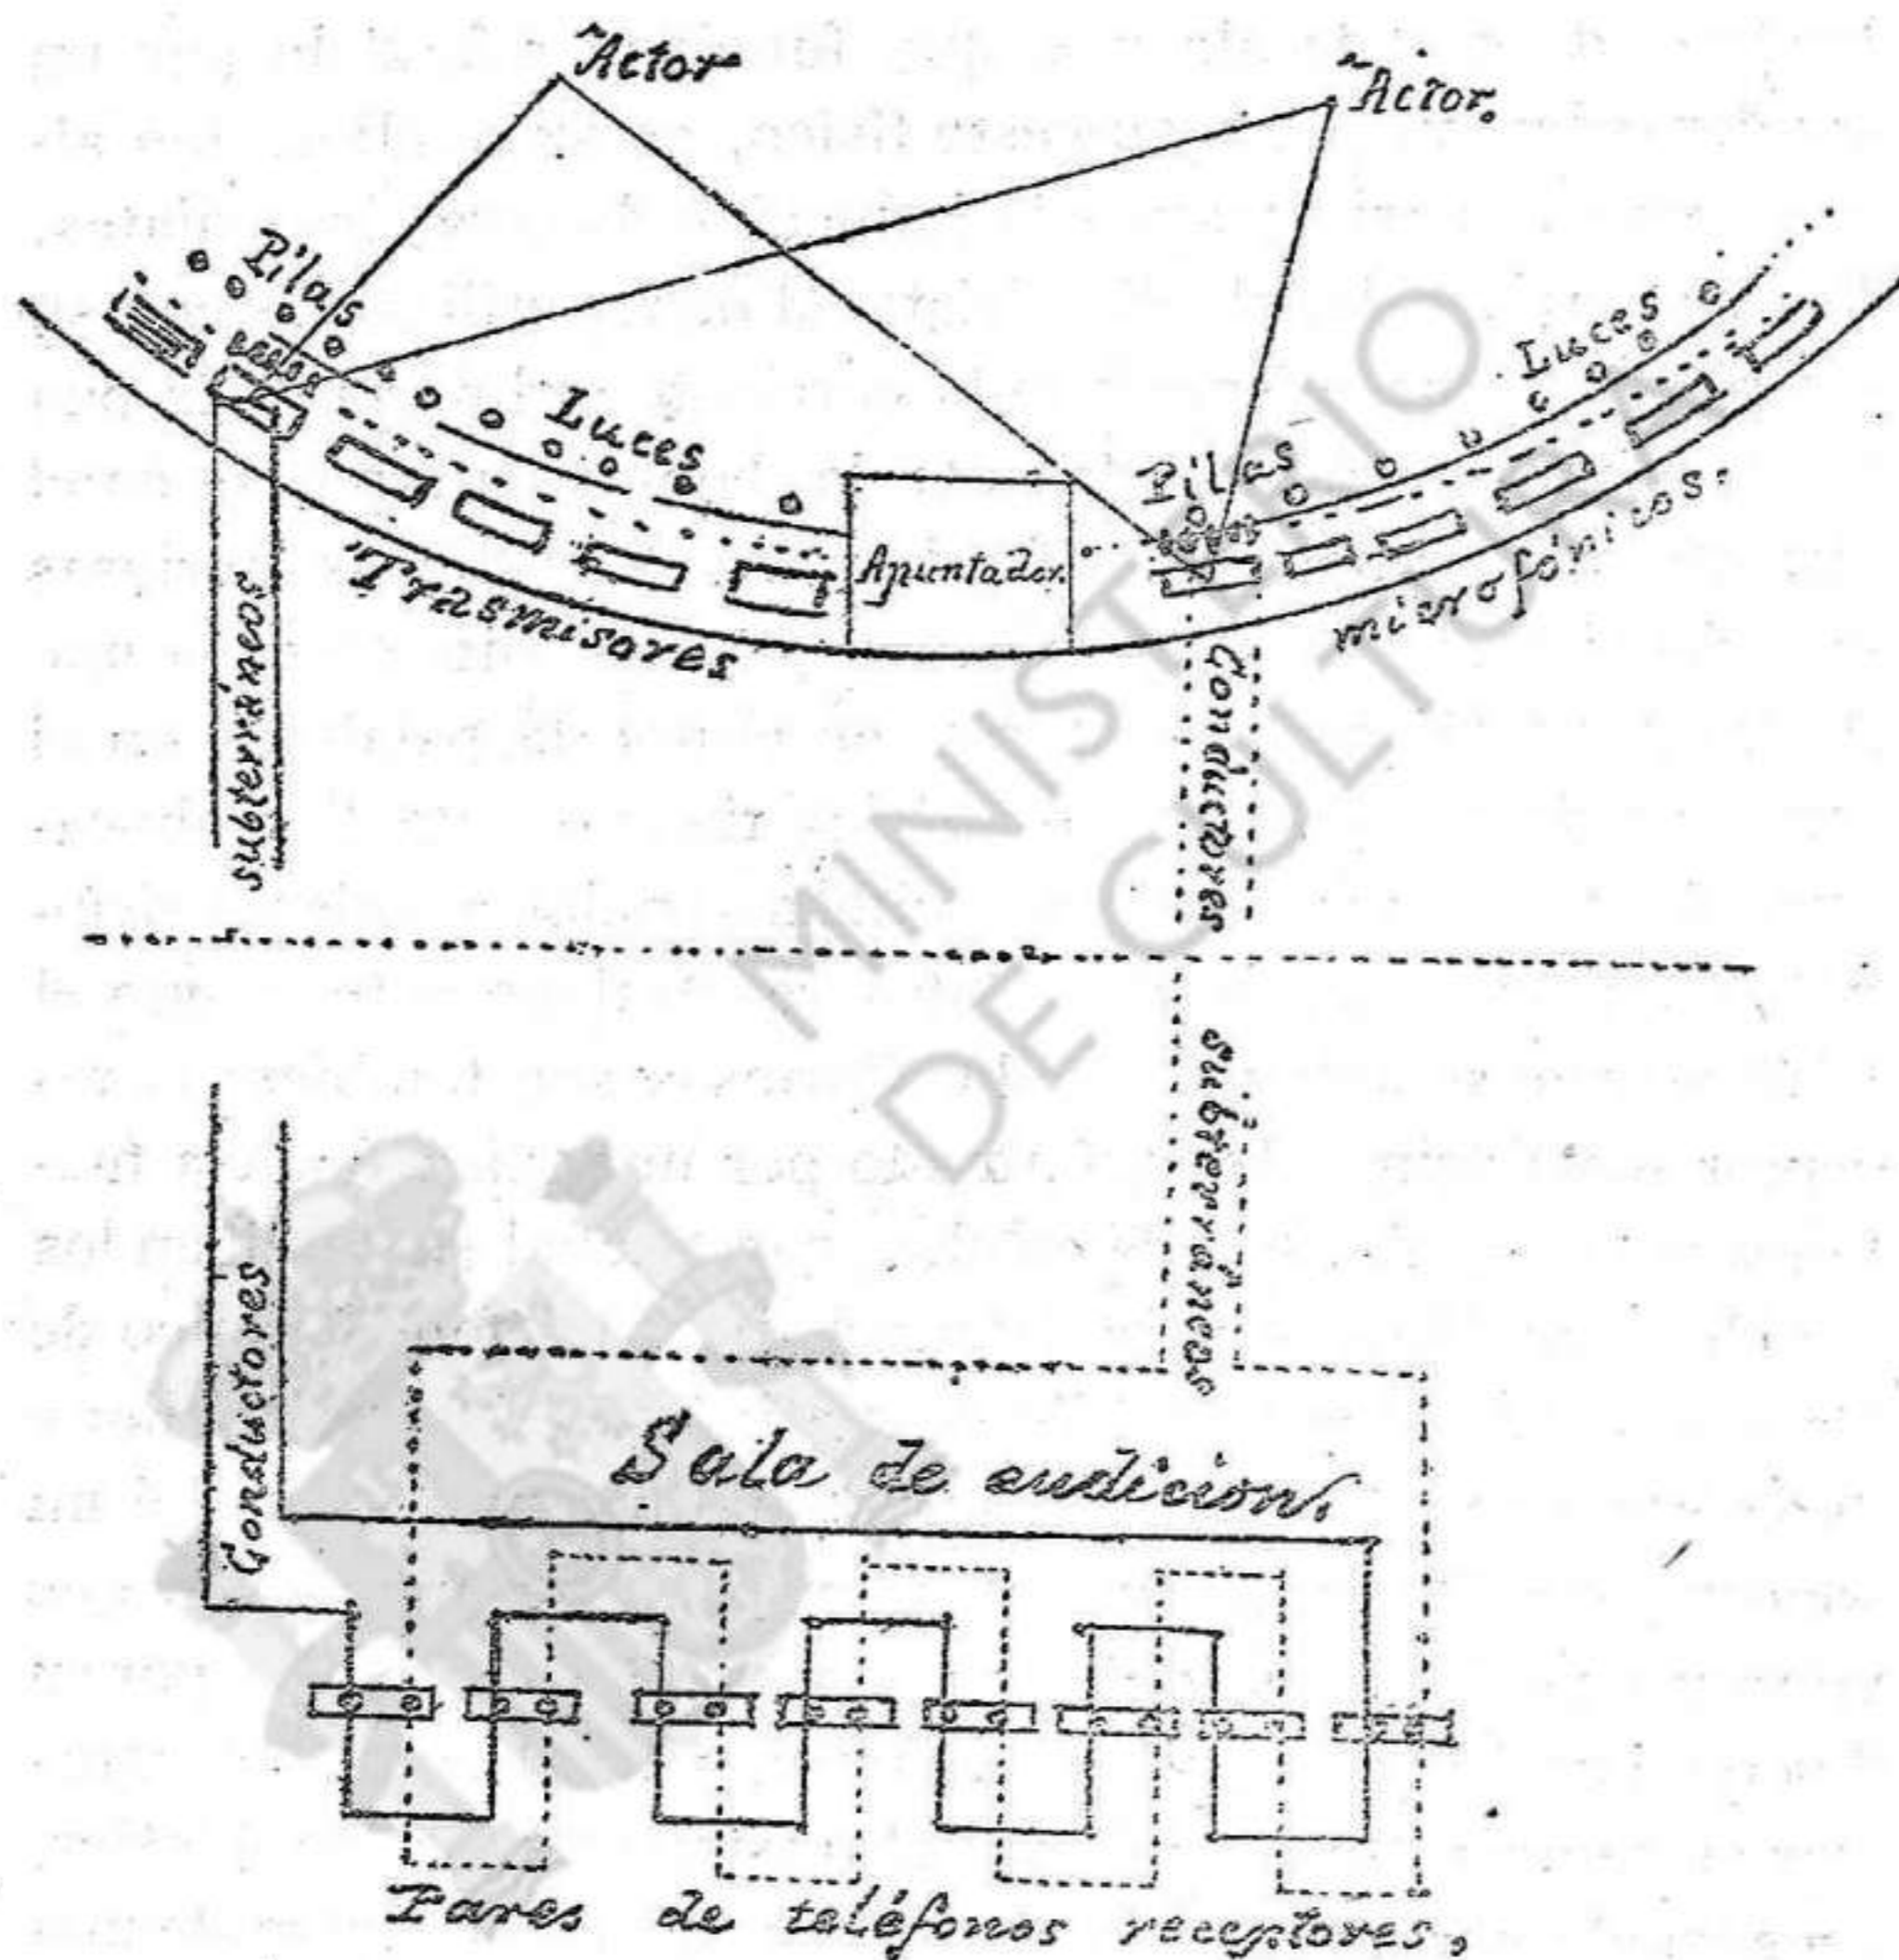 Actor
Actor.
Pilas
Luces
Luces
Pilas
Apuntador.
Trasmisores
microfónicos.
subterráneos
Conductores
subterráneos
Conductores
Sala de audicion.
Pares de teléfonos receptores.
MINISTERIO
DE CULTURA